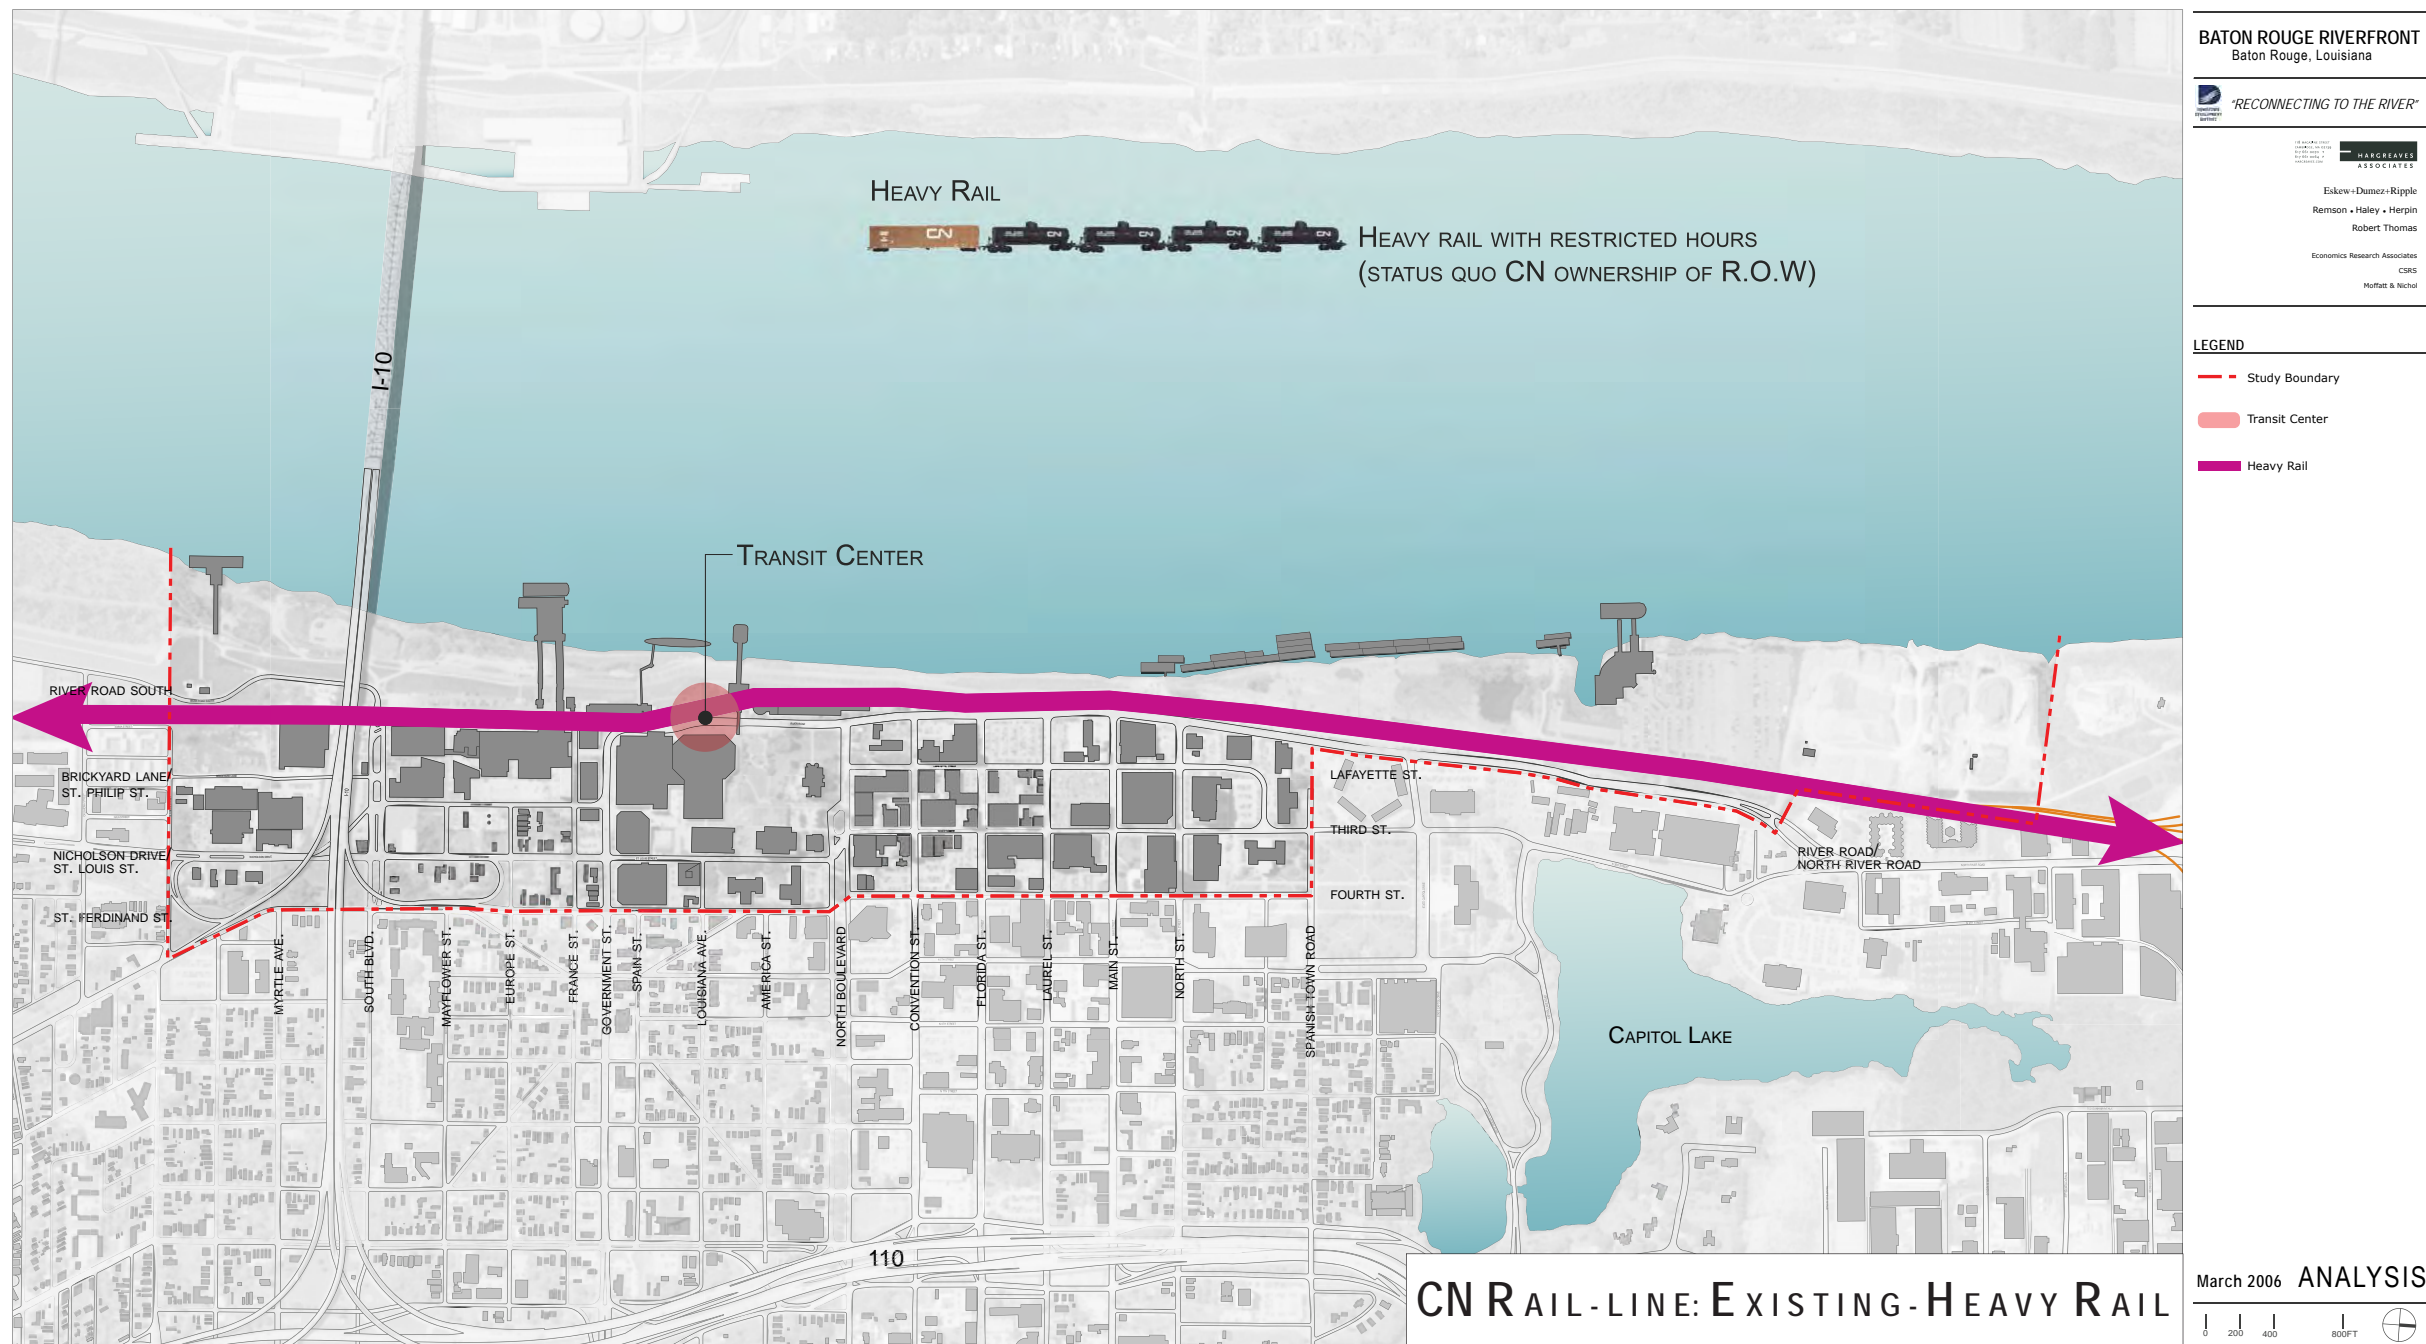 BATON ROUGE RIVERFRONT
Baton Rouge, Louisiana
"RECONNECTING TO THE RIVER"
HARGREAVES
ASSOCIATES
Eskew+Dumez+Ripple
Remson • Haley • Herpin
Robert Thomas
Economics Research Associates
CSRS
Moffatt & Nichol
LEGEND
Study Boundary
Transit Center
Heavy Rail
HEAVY RAIL
CN
CN
CN
CN
CN
HEAVY RAIL WITH RESTRICTED HOURS
(STATUS QUO CN OWNERSHIP OF R.O.W)
I-10
TRANSIT CENTER
RIVER ROAD SOUTH
BRICKYARD LANE/
ST. PHILIP ST.
NICHOLSON DRIVE/
ST. LOUIS ST.
ST. FERDINAND ST.
LAFAYETTE ST.
THIRD ST.
FOURTH ST.
RIVER ROAD/
NORTH RIVER ROAD
MYRTLE AVE.
SOUTH BLVD.
MAYFLOWER ST.
EUROPE ST.
FRANCE ST.
GOVERNMENT ST.
SPAIN ST.
LOUISIANA AVE.
AMERICA ST.
NORTH BOULEVARD
CONVENTION ST.
FLORIDA ST.
LAUREL ST.
MAIN ST.
NORTH ST.
SPANISH TOWN ROAD
CAPITOL LAKE
110
CN RAIL-LINE: EXISTING-HEAVY RAIL
March 2006 ANALYSIS
0 200 400 800FT